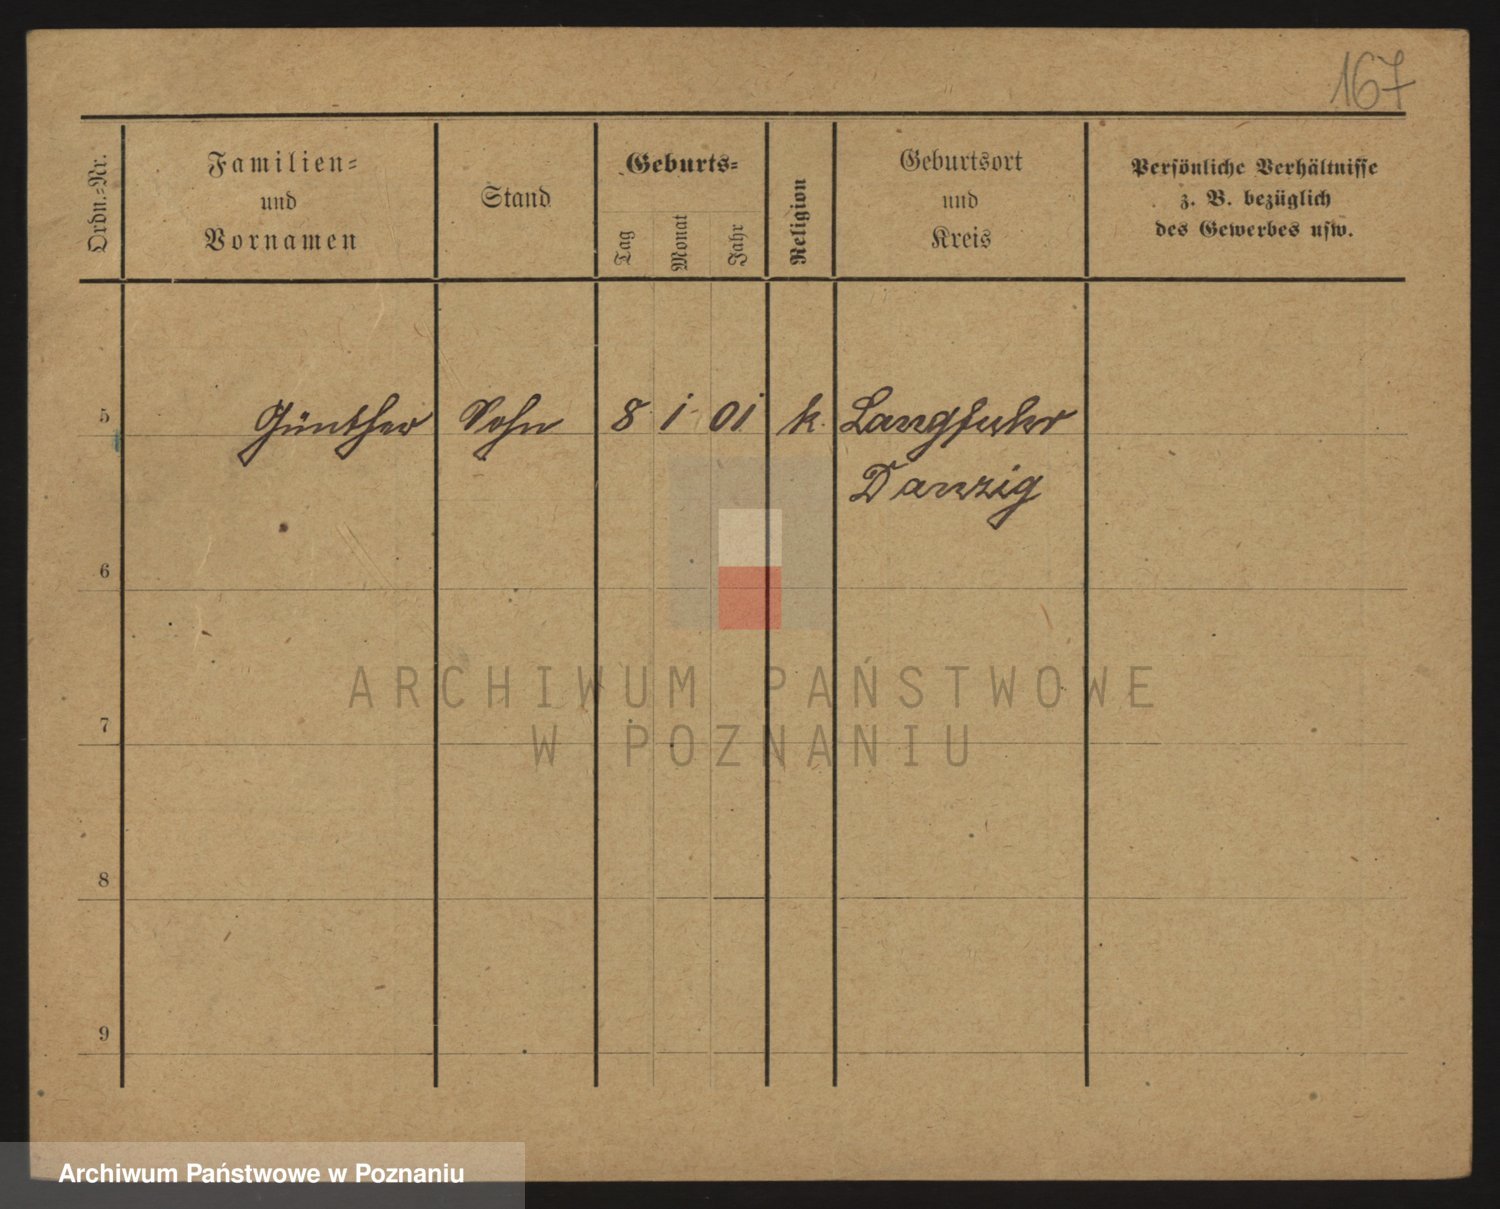 167
Ordn.=Nr.
Familien=
und
Vornamen
Stand
Geburts=
Tag
Monat
Jahr
Religion
Geburtsort
und
Kreis
Persönliche Verhältnisse
z. B. bezüglich
des Gewerbes usw.
5 Günther Sohn 8 1 01 k. Langfuhr
Danzig
6
7
8
9
ARCHIWUM PAŃSTWOWE
W POZNANIU
Archiwum Państwowe w Poznaniu